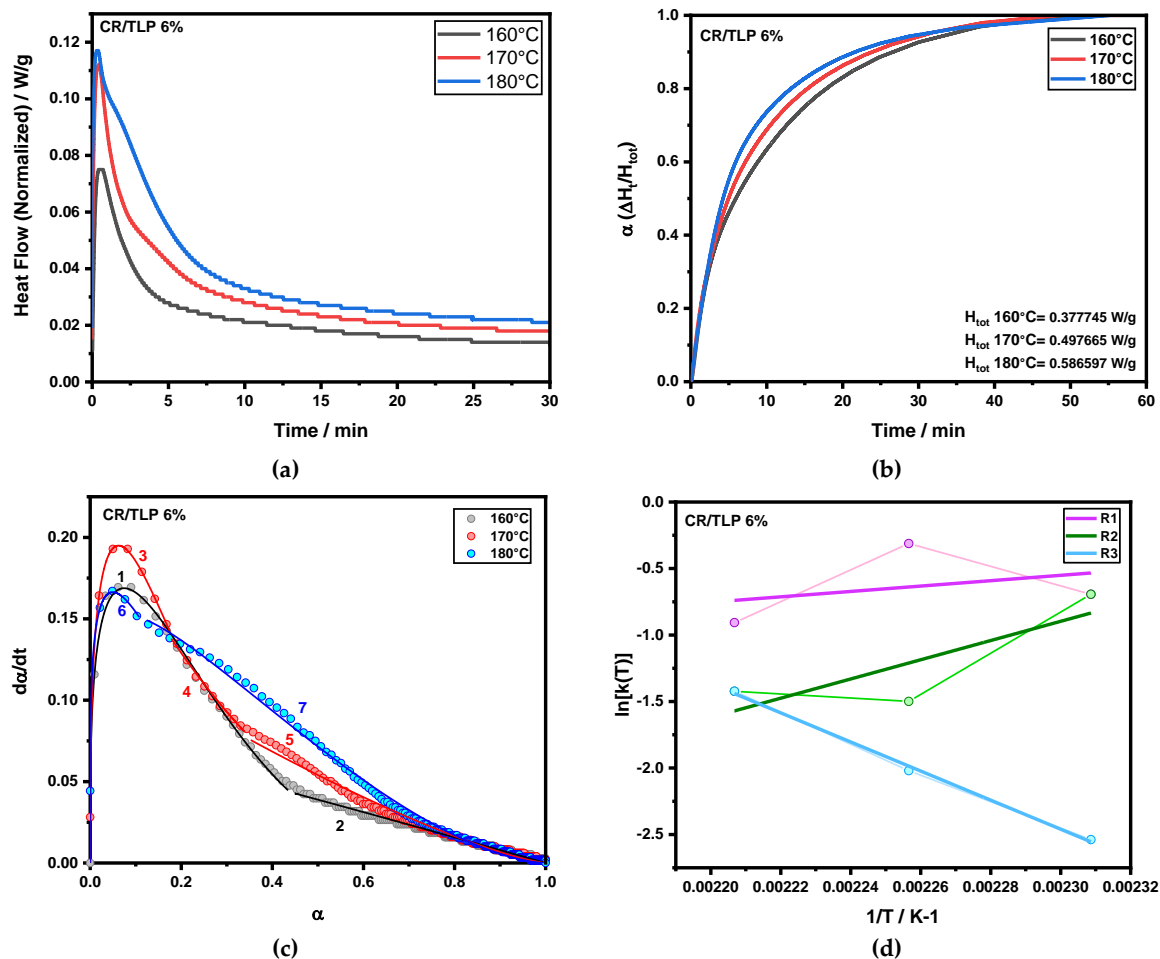 CR/TLP 6%
160°C
170°C
180°C
Heat Flow (Normalized) / W/g
0.12
0.10
0.08
0.06
0.04
0.02
0.00
0 5 10 15 20 25 30
Time / min
(a)
CR/TLP 6%
160°C
170°C
180°C
α (ΔH_t/H_tot)
1.0
0.8
0.6
0.4
0.2
0.0
H_tot 160°C= 0.377745 W/g
H_tot 170°C= 0.497665 W/g
H_tot 180°C= 0.586597 W/g
0 10 20 30 40 50 60
Time / min
(b)
CR/TLP 6%
160°C
170°C
180°C
dα/dt
0.20
0.15
0.10
0.05
0.00
1
2
3
4
5
6
7
0.0 0.2 0.4 0.6 0.8 1.0
α
(c)
CR/TLP 6%
R1
R2
R3
ln[k(T)]
0.0
-0.5
-1.0
-1.5
-2.0
-2.5
0.00220 0.00222 0.00224 0.00226 0.00228 0.00230 0.00232
1/T / K-1
(d)